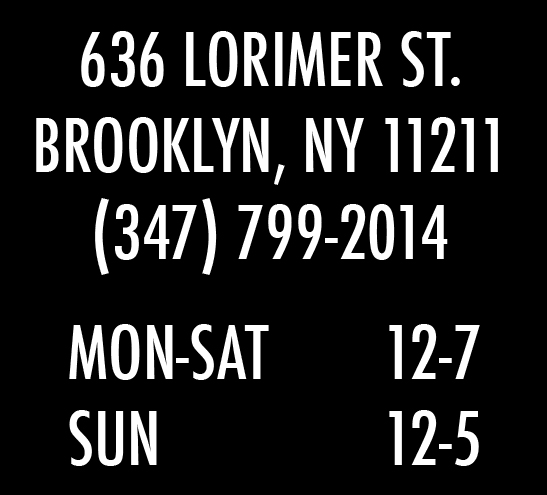 636 LORIMER ST.
BROOKLYN, NY 11211
(347) 799-2014
MON-SAT 12-7
SUN 12-5